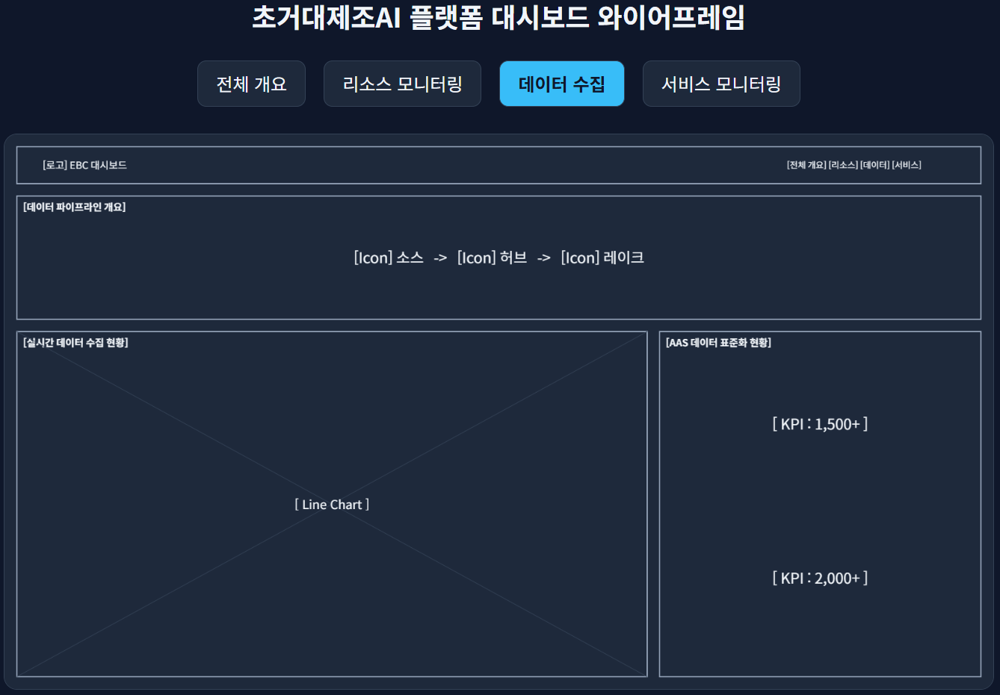 초거대제조AI 플랫폼 대시보드 와이어프레임
전체 개요
리소스 모니터링
데이터 수집
서비스 모니터링
[로고] EBC 대시보드
[전체 개요] [리소스] [데이터] [서비스]
[데이터 파이프라인 개요]
[Icon] 소스 -> [Icon] 허브 -> [Icon] 레이크
[실시간 데이터 수집 현황]
[ Line Chart ]
[AAS 데이터 표준화 현황]
[ KPI : 1,500+ ]
[ KPI : 2,000+ ]